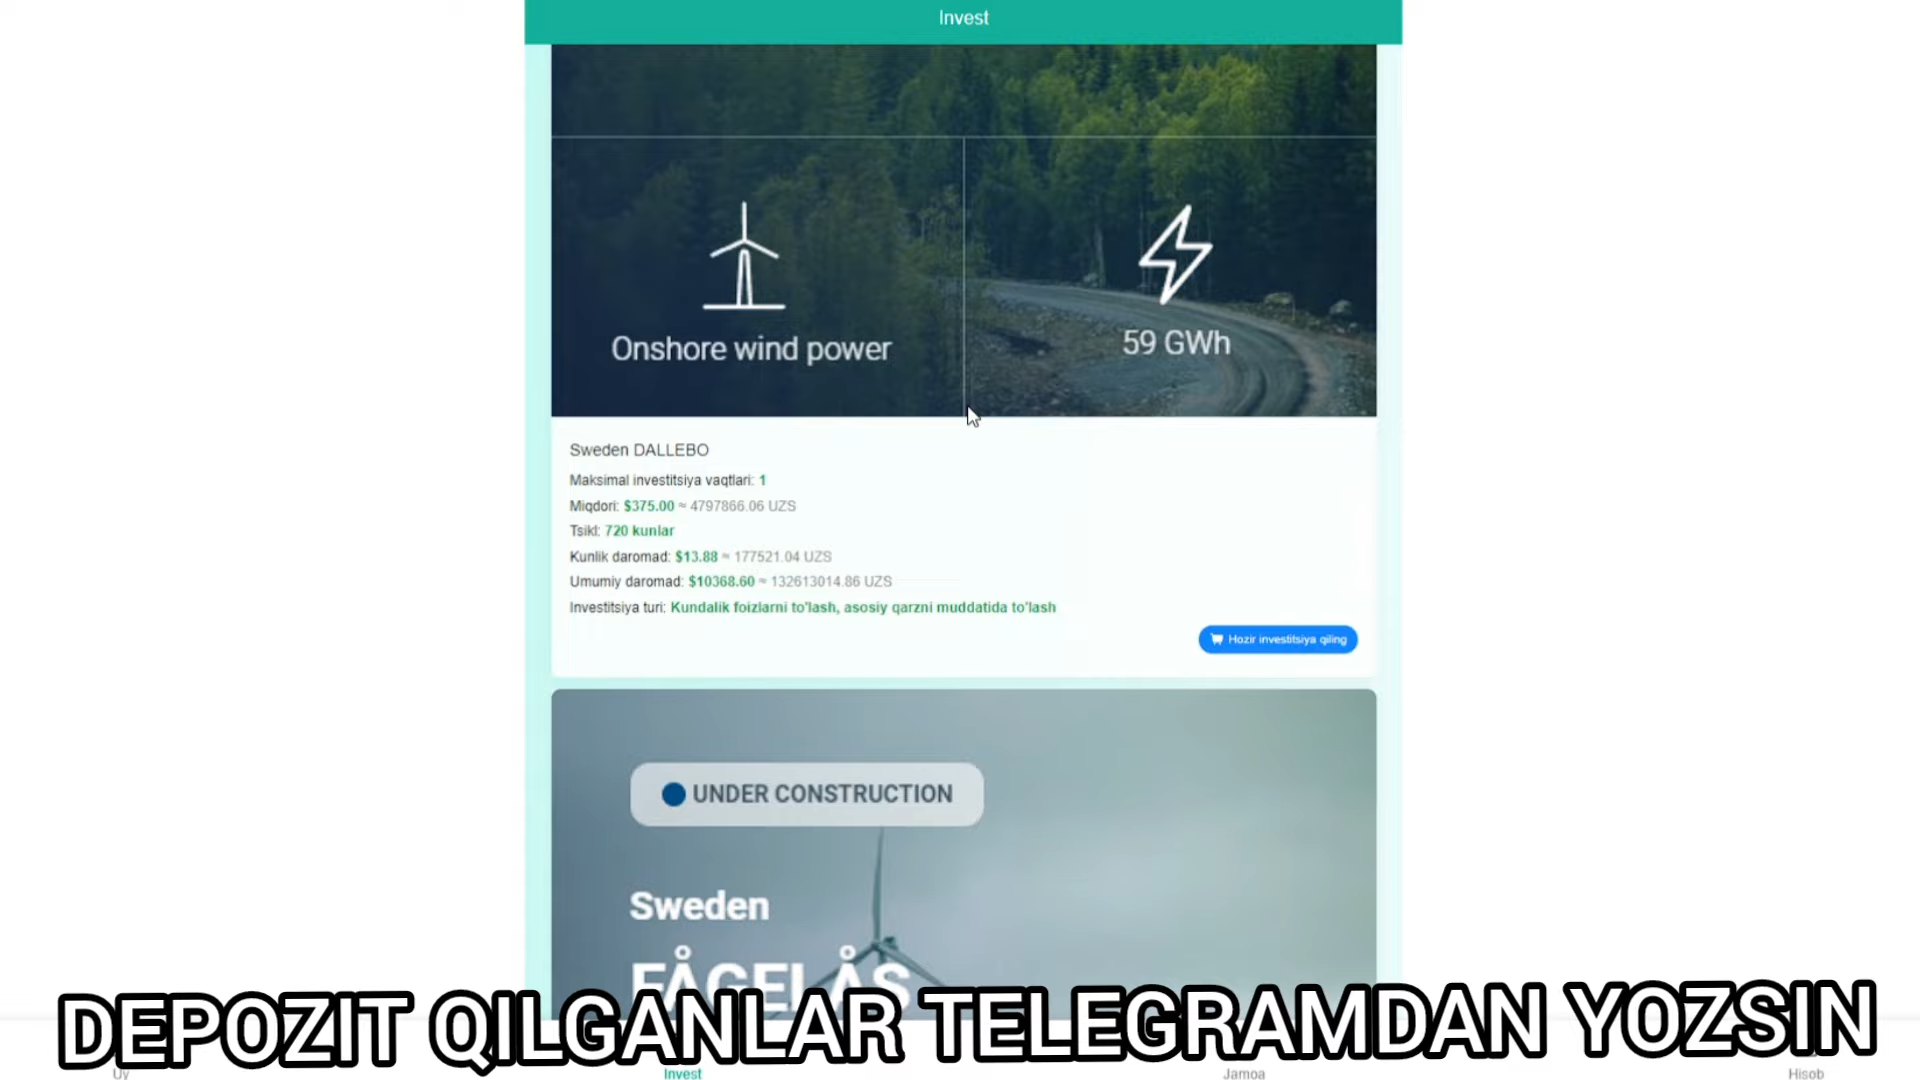 Invest
Onshore wind power
59 GWh
Sweden DALLEBO
Maksimal investitsiya vaqtlari: 1
Miqdori: $375.00 ≈ 4797866.06 UZS
Tsikl: 720 kunlar
Kunlik daromad: $13.88 ≈ 177521.04 UZS
Umumiy daromad: $10368.60 ≈ 132613014.86 UZS
Investitsiya turi: Kundalik foizlarni to'lash, asosiy qarzni muddatida to'lash
Hozir investitsiya qiling
UNDER CONSTRUCTION
Sweden
FÅGELÅS
DEPOZIT QILGANLAR TELEGRAMDAN YOZSIN
Uy
Invest
Jamoa
Hisob